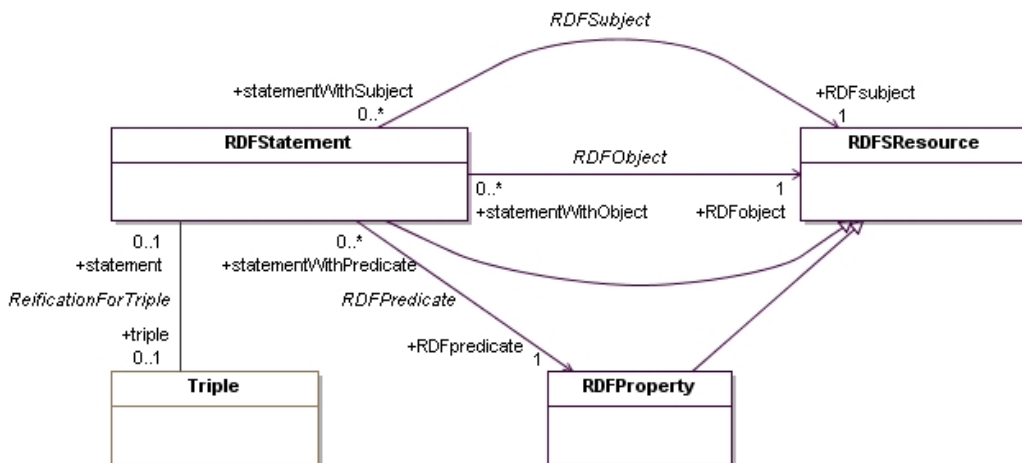 RDFSubject
+statementWithSubject
+RDFsubject
0..*
1
RDFStatement
RDFSResource
RDFObject
0..*
1
+statementWithObject
+RDFobject
0..1
0..*
+statement
+statementWithPredicate
ReificationForTriple
RDFPredicate
+triple
+RDFpredicate
0..1
1
Triple
RDFProperty